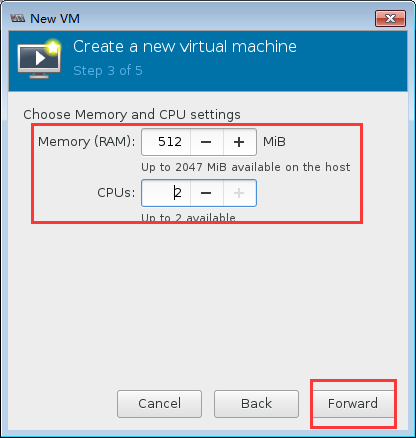 New VM
Create a new virtual machine
Step 3 of 5
Choose Memory and CPU settings
Memory (RAM): 512 − + MiB
Up to 2047 MiB available on the host
CPUs: 2 − +
Up to 2 available
Cancel Back Forward